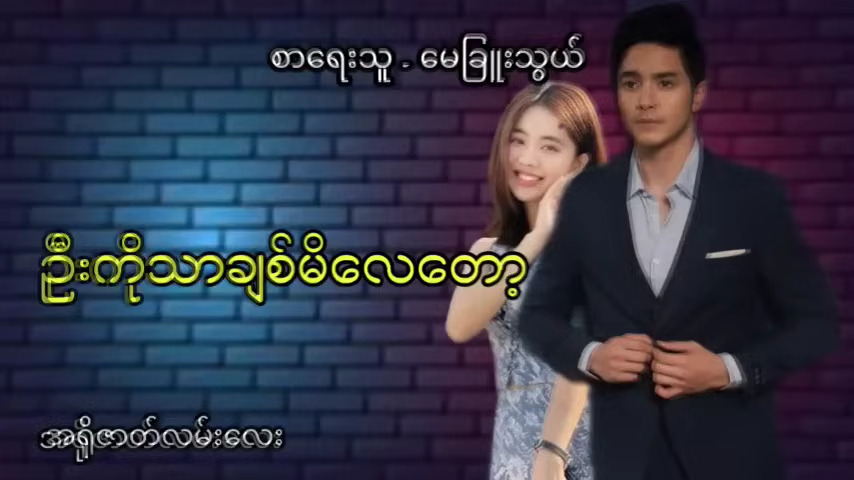 စာရေးသူ . မေခြူးသွယ်
ဦးကိုသာချစ်မိလေတော့
အရှိုဇာတ်လမ်းလေး